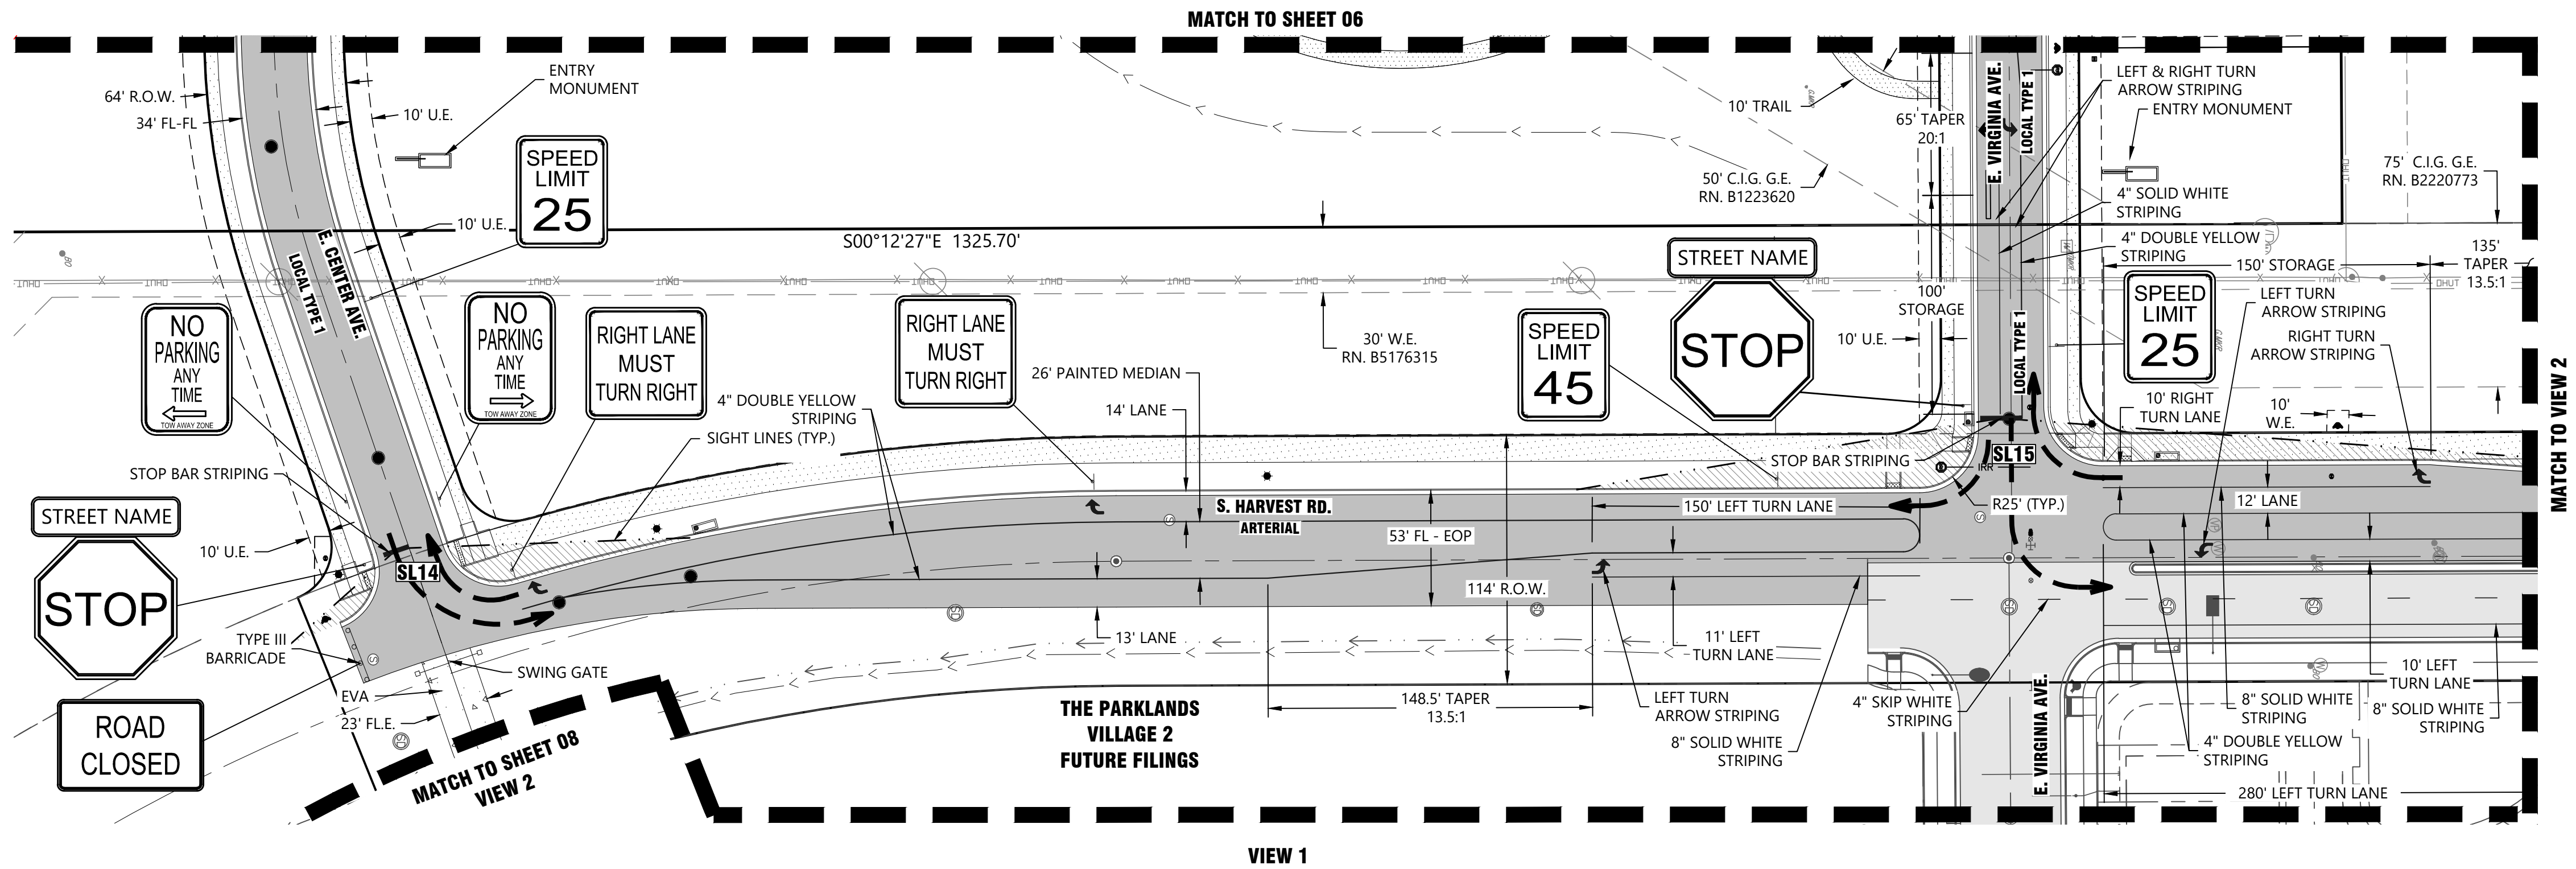 MATCH TO SHEET 06
64' R.O.W.
34' FL-FL
10' U.E.
ENTRY
MONUMENT
SPEED
LIMIT
25
10' U.E.
E. CENTER AVE.
LOCAL TYPE 1
S00°12'27"E 1325.70'
10' TRAIL
65' TAPER
20:1
50' C.I.G. G.E.
RN. B1223620
E. VIRGINIA AVE.
LOCAL TYPE 1
LEFT & RIGHT TURN
ARROW STRIPING
ENTRY MONUMENT
75' C.I.G. G.E.
RN. B2220773
4" SOLID WHITE
STRIPING
4" DOUBLE YELLOW
STRIPING
150' STORAGE
135'
TAPER
13.5:1
NO
PARKING
ANY
TIME
TOW AWAY ZONE
NO
PARKING
ANY
TIME
TOW AWAY ZONE
RIGHT LANE
MUST
TURN RIGHT
RIGHT LANE
MUST
TURN RIGHT
30' W.E.
RN. B5176315
SPEED
LIMIT
45
STREET NAME
STOP
100'
STORAGE
10' U.E.
LOCAL TYPE 1
SPEED
LIMIT
25
LEFT TURN
ARROW STRIPING
RIGHT TURN
ARROW STRIPING
10' RIGHT
TURN LANE
10'
W.E.
MATCH TO VIEW 2
26' PAINTED MEDIAN
14' LANE
4" DOUBLE YELLOW
STRIPING
SIGHT LINES (TYP.)
STOP BAR STRIPING
STREET NAME
STOP
10' U.E.
SL14
TYPE III
BARRICADE
ROAD
CLOSED
EVA
23' FL.E.
SWING GATE
MATCH TO SHEET 08
VIEW 2
S. HARVEST RD.
ARTERIAL
53' FL - EOP
114' R.O.W.
150' LEFT TURN LANE
STOP BAR STRIPING
SL15
IRR
R25' (TYP.)
12' LANE
13' LANE
148.5' TAPER
13.5:1
THE PARKLANDS
VILLAGE 2
FUTURE FILINGS
11' LEFT
TURN LANE
LEFT TURN
ARROW STRIPING
8" SOLID WHITE
STRIPING
4" SKIP WHITE
STRIPING
E. VIRGINIA AVE.
10' LEFT
TURN LANE
8" SOLID WHITE
STRIPING
8" SOLID WHITE
STRIPING
4" DOUBLE YELLOW
STRIPING
280' LEFT TURN LANE
VIEW 1